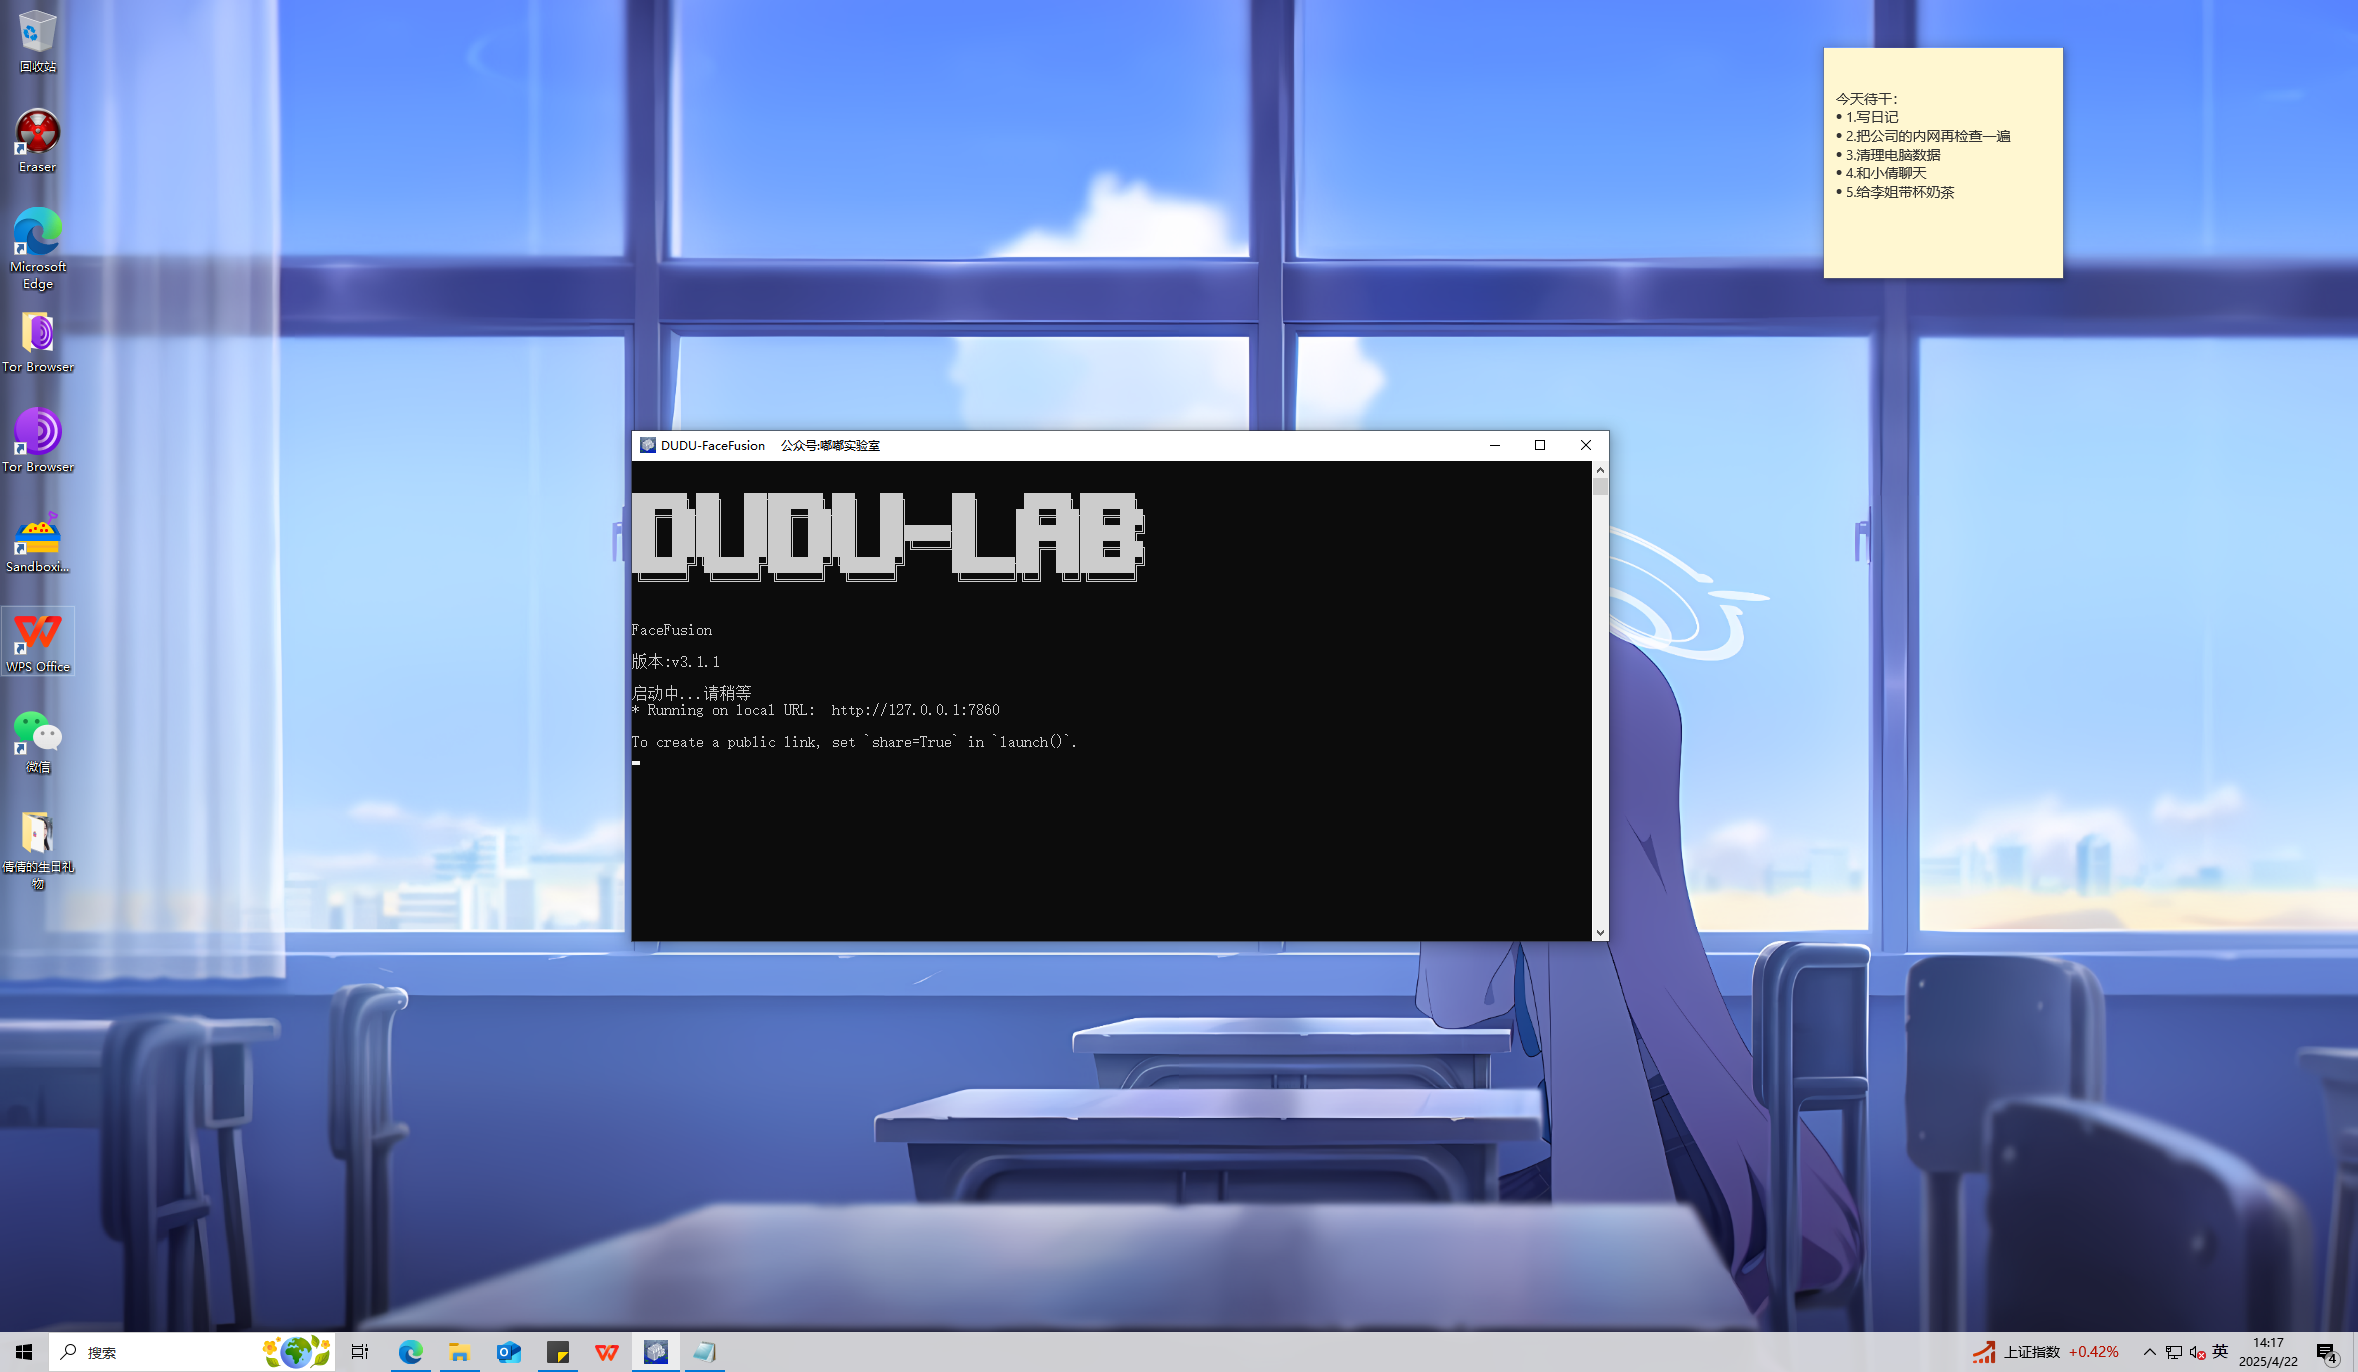 回收站
Eraser
Microsoft
Edge
Tor Browser
Tor Browser
Sandboxi...
WPS Office
微信
倩倩的生日礼
物
今天待干:
• 1.写日记
• 2.把公司的内网再检查一遍
• 3.清理电脑数据
• 4.和小倩聊天
• 5.给李姐带杯奶茶
DUDU-FaceFusion 公众号:嘟嘟实验室
DUDU-LAB
FaceFusion
版本:v3.1.1
启动中...请稍等
* Running on local URL:  http://127.0.0.1:7860
To create a public link, set `share=True` in `launch()`.
搜索
上证指数 +0.42%
英
14:17
2025/4/22
4